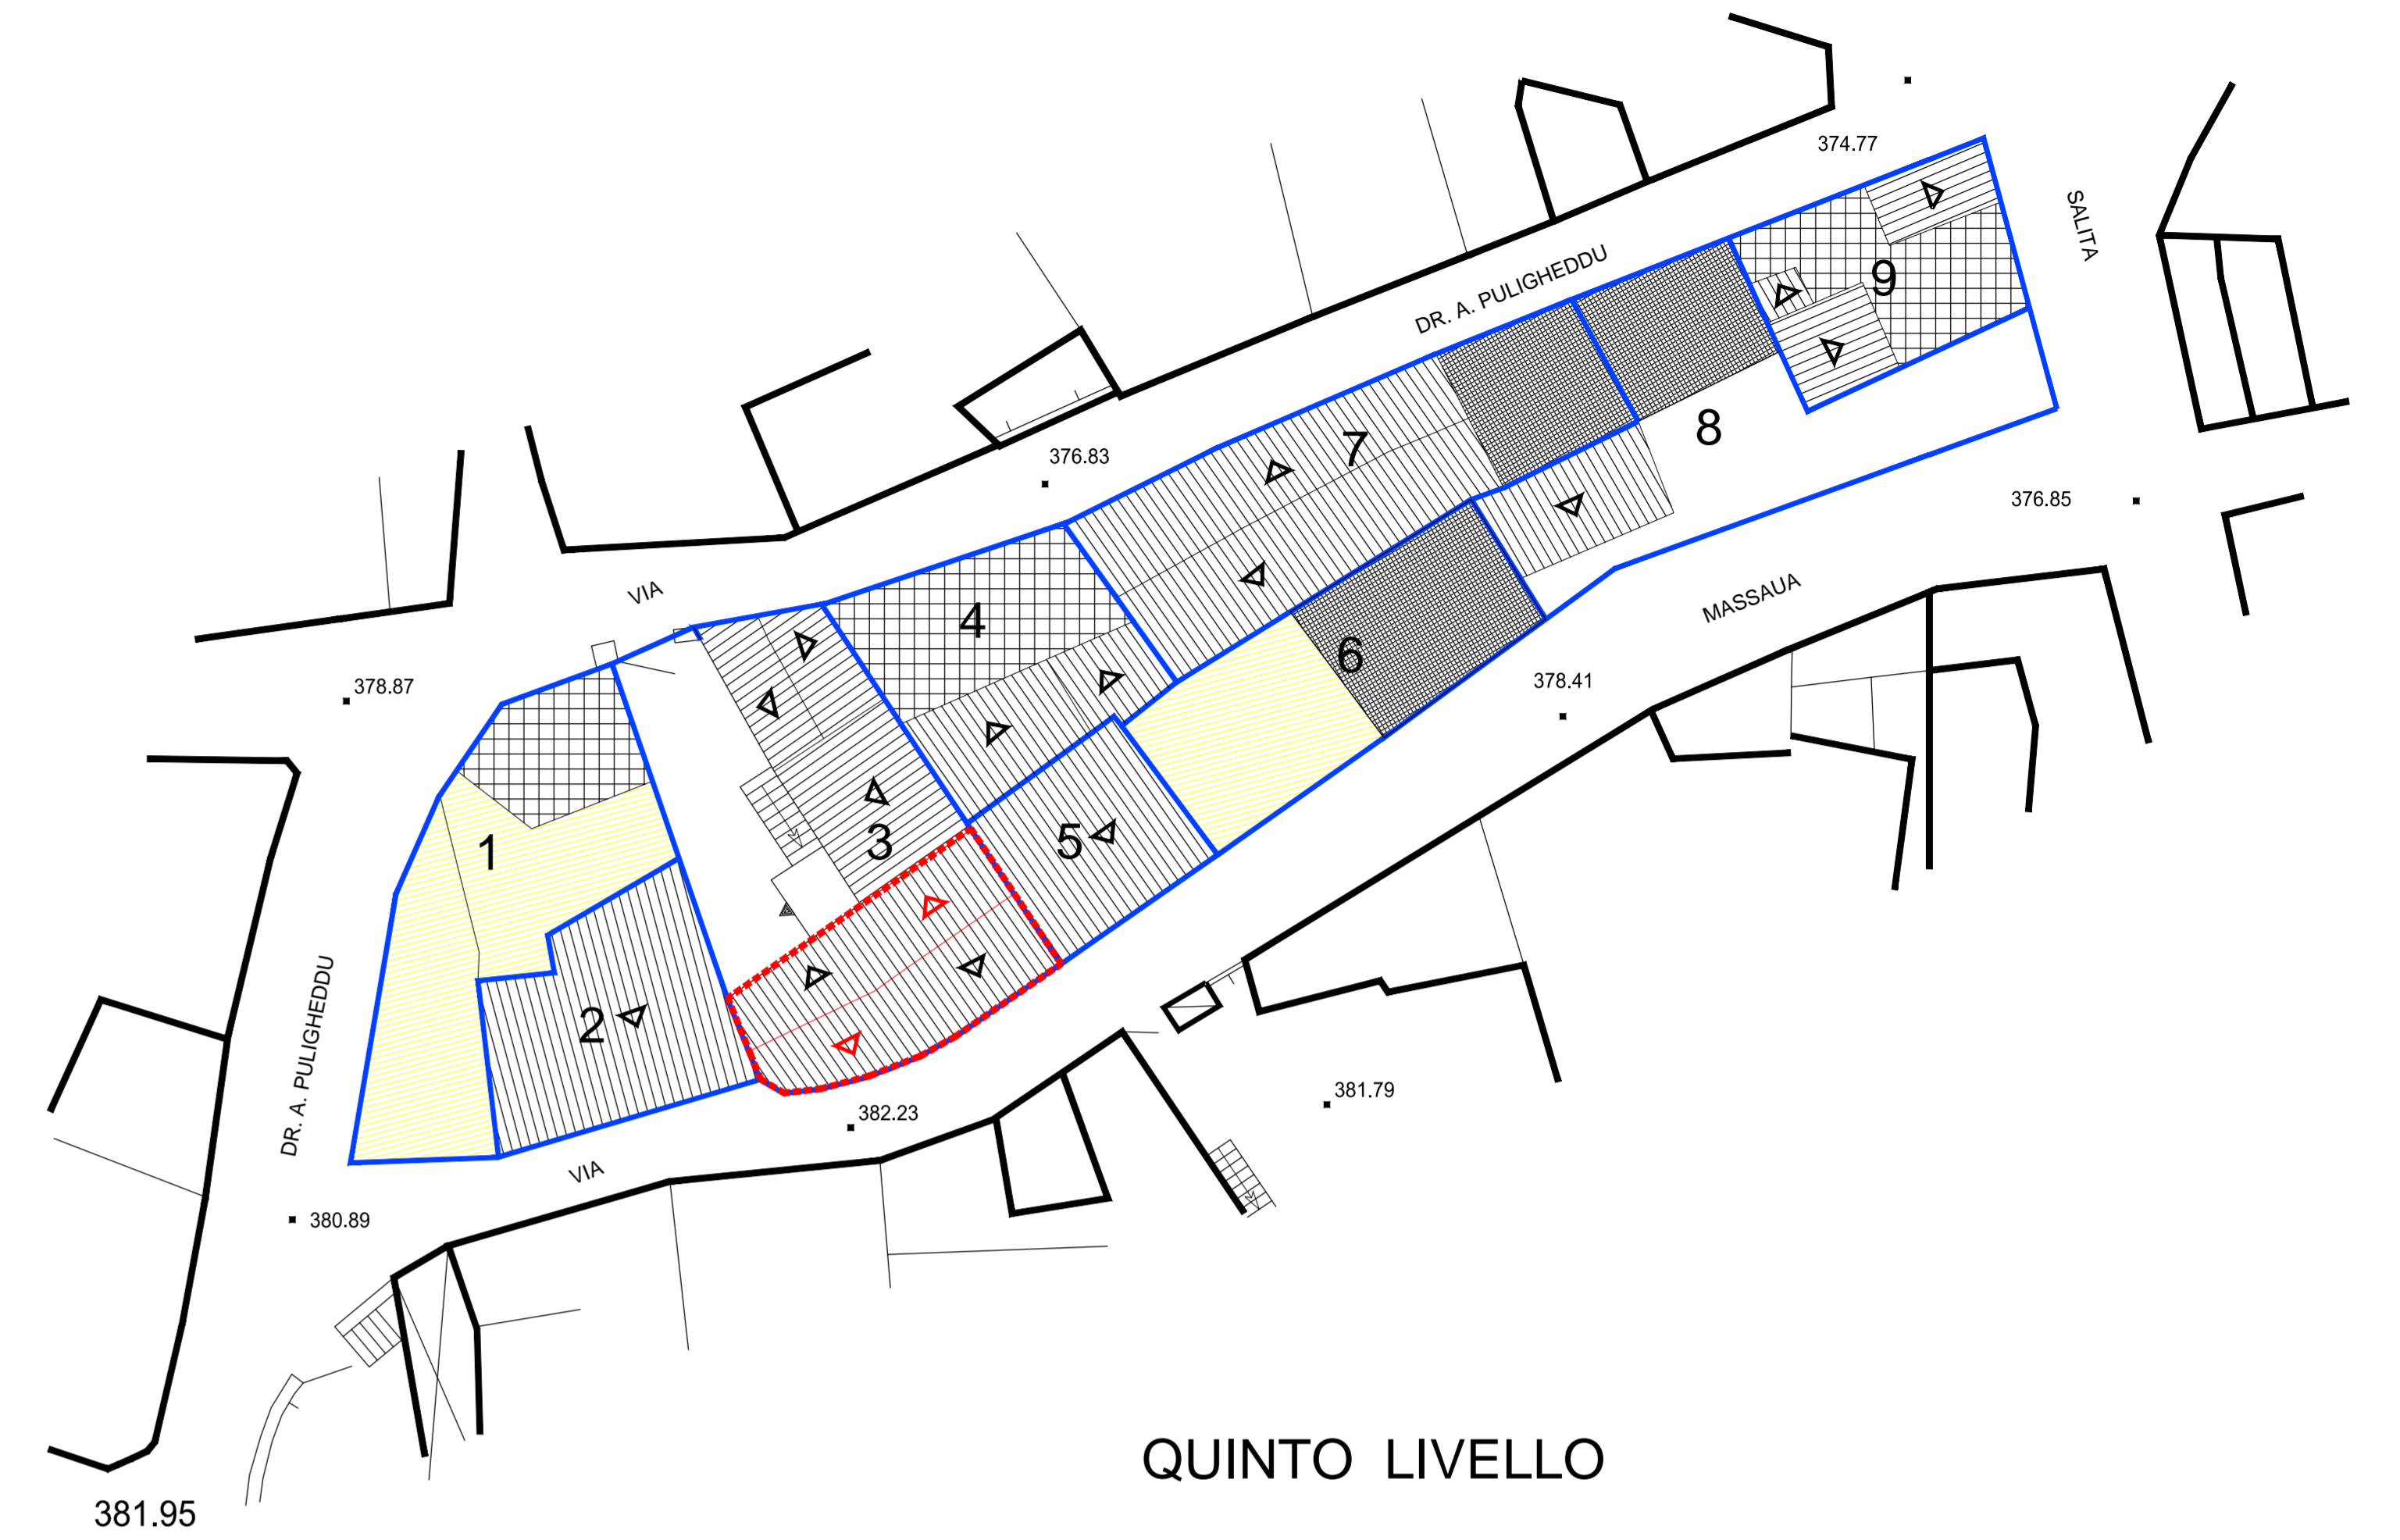 374.77
SALITA
DR. A. PULIGHEDDU
9
8
7
376.83
376.85
MASSAUA
VIA
4
6
378.41
378.87
1
3
5
2
DR. A. PULIGHEDDU
381.79
382.23
VIA
380.89
QUINTO LIVELLO
381.95